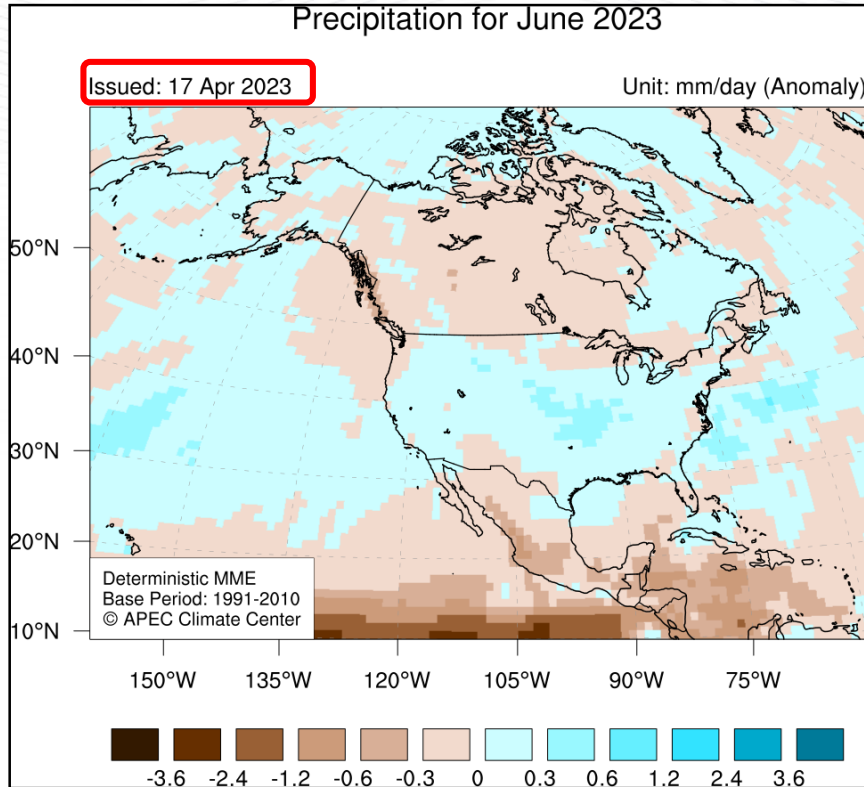 Precipitation for June 2023
Issued: 17 Apr 2023 Unit: mm/day (Anomaly)
50°N
40°N
30°N
20°N
10°N
Deterministic MME
Base Period: 1991-2010
© APEC Climate Center
150°W 135°W 120°W 105°W 90°W 75°W
-3.6 -2.4 -1.2 -0.6 -0.3 0 0.3 0.6 1.2 2.4 3.6